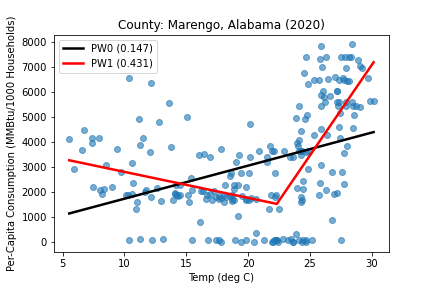 County: Marengo, Alabama (2020)
PW0 (0.147)
PW1 (0.431)
Per-Capita Consumption (MMBtu/1000 Households)
8000
7000
6000
5000
4000
3000
2000
1000
0
5 10 15 20 25 30
Temp (deg C)